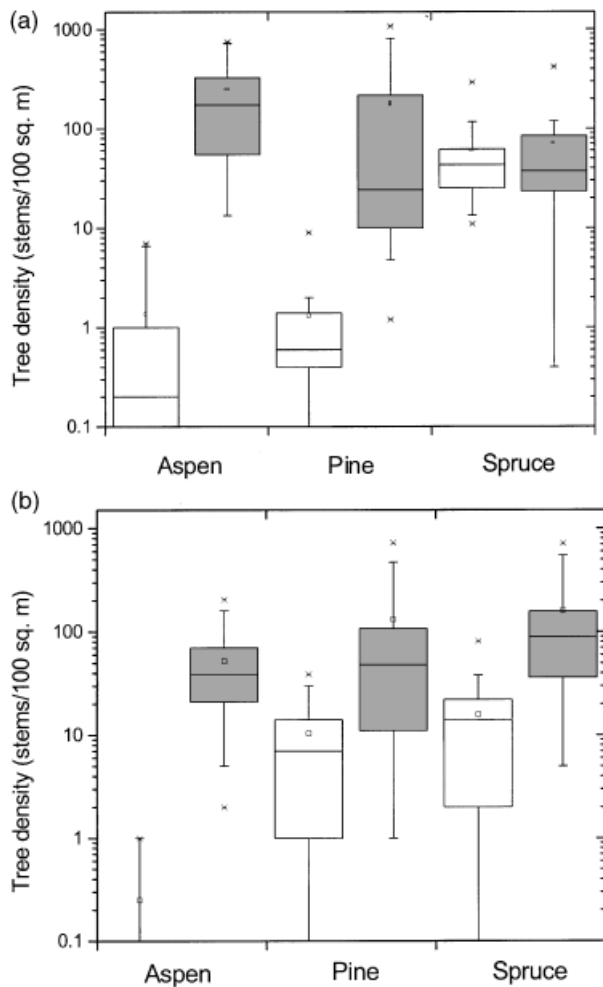 (a)
Tree density (stems/100 sq. m)
1000
100
10
1
0.1
Aspen Pine Spruce
(b)
Tree density (stems/100 sq. m)
1000
100
10
1
0.1
Aspen Pine Spruce